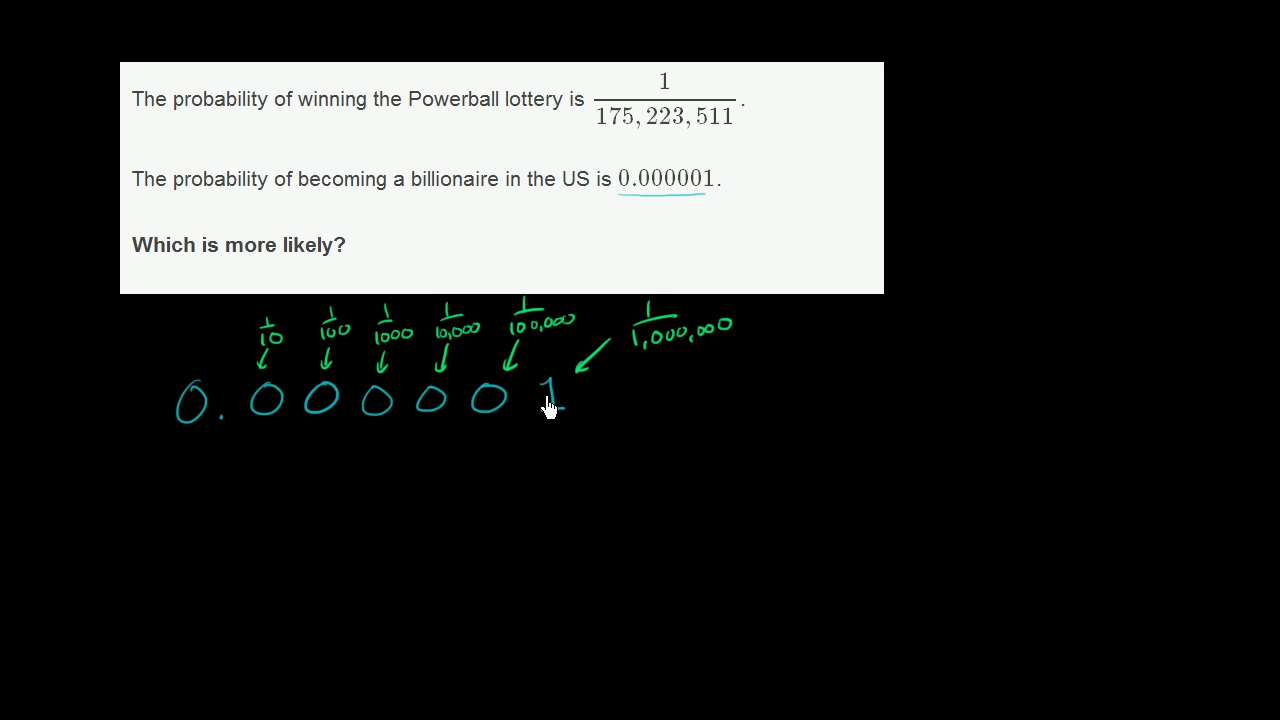 The probability of winning the Powerball lottery is 1/175,223,511.
The probability of becoming a billionaire in the US is 0.000001.
Which is more likely?
1/10 1/100 1/1000 1/10,000 1/100,000 1/1,000,000
0.000001